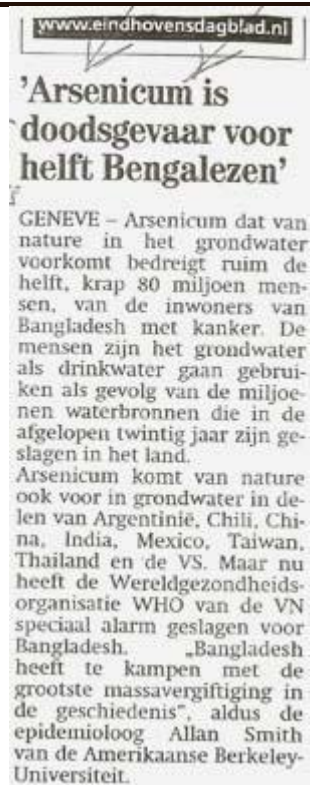 www.eindhovensdagblad.nl
'Arsenicum is
doodsgevaar voor
helft Bengalezen'
GENEVE – Arsenicum dat van
nature in het grondwater
voorkomt bedreigt ruim de
helft, krap 80 miljoen men-
sen, van de inwoners van
Bangladesh met kanker. De
mensen zijn het grondwater
als drinkwater gaan gebrui-
ken als gevolg van de miljoe-
nen waterbronnen die in de
afgelopen twintig jaar zijn ge-
slagen in het land.
Arsenicum komt van nature
ook voor in grondwater in de-
len van Argentinië, Chili, Chi-
na, India, Mexico, Taiwan,
Thailand en de VS. Maar nu
heeft de Wereldgezondheids-
organisatie WHO van de VN
speciaal alarm geslagen voor
Bangladesh. „Bangladesh
heeft te kampen met de
grootste massavergiftiging in
de geschiedenis”, aldus de
epidemioloog Allan Smith
van de Amerikaanse Berkeley-
Universiteit.